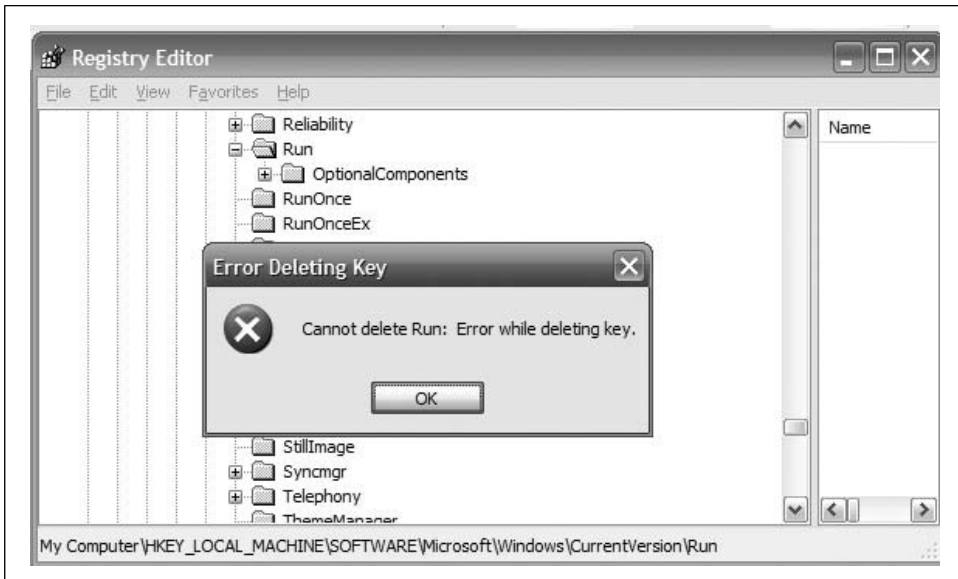 Registry Editor
File Edit View Favorites Help
Reliability
Run
OptionalComponents
RunOnce
RunOnceEx
Name
Error Deleting Key
Cannot delete Run: Error while deleting key.
OK
StillImage
Syncmgr
Telephony
ThemeManager
My Computer\HKEY_LOCAL_MACHINE\SOFTWARE\Microsoft\Windows\CurrentVersion\Run